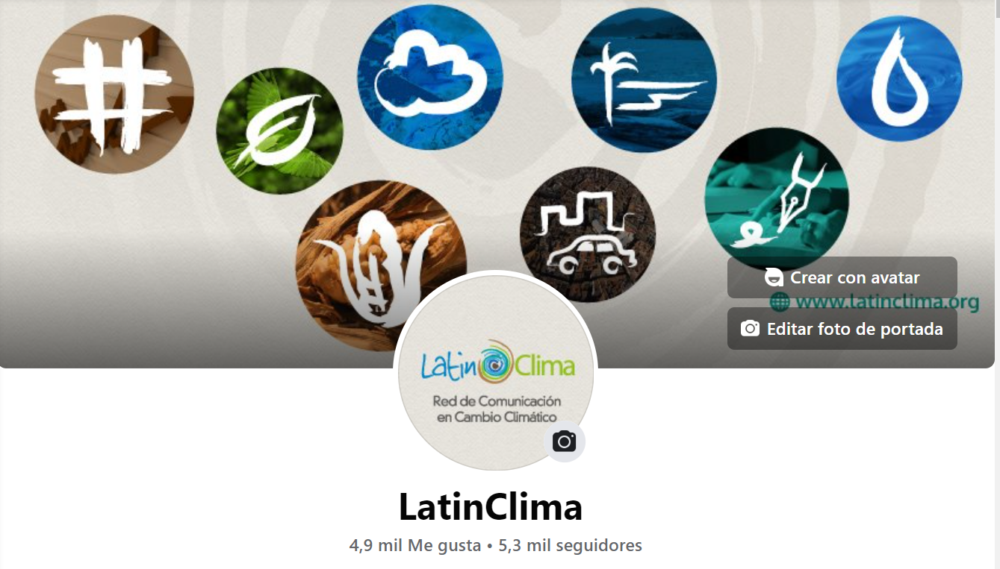 Crear con avatar
www.latinclima.org
Editar foto de portada
LatinClima
Red de Comunicación
en Cambio Climático
LatinClima
4,9 mil Me gusta • 5,3 mil seguidores